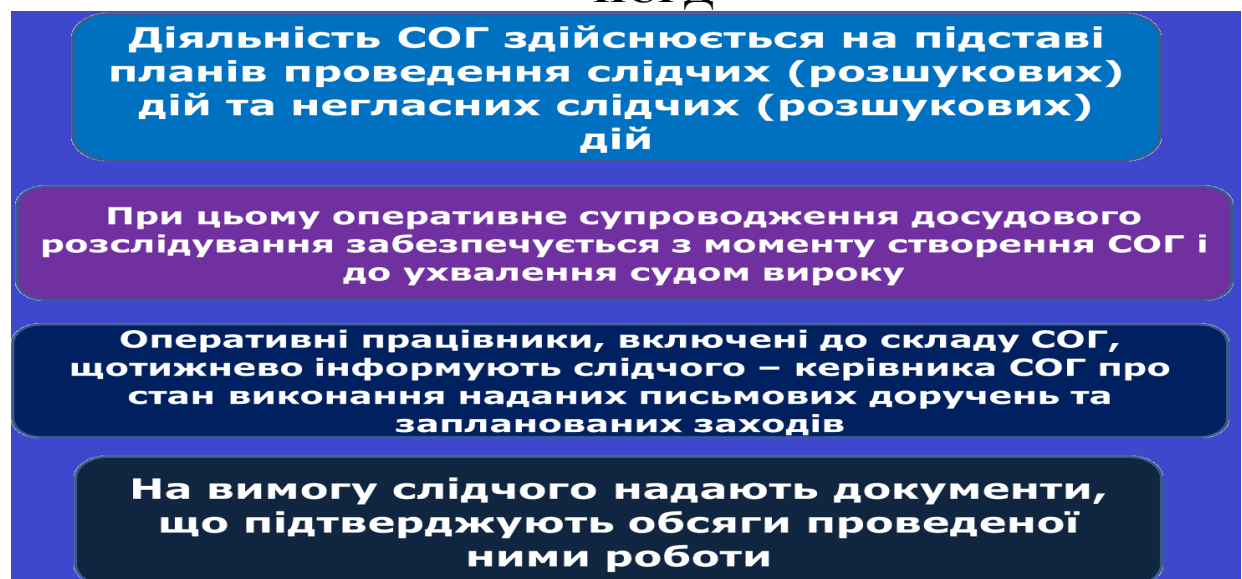 Діяльність СОГ здійснюється на підставі
планів проведення слідчих (розшукових)
дій та негласних слідчих (розшукових)
дій
При цьому оперативне супроводження досудового
розслідування забезпечується з моменту створення СОГ і
до ухвалення судом вироку
Оперативні працівники, включені до складу СОГ,
щотижнево інформують слідчого – керівника СОГ про
стан виконання наданих письмових доручень та
запланованих заходів
На вимогу слідчого надають документи,
що підтверджують обсяги проведеної
ними роботи